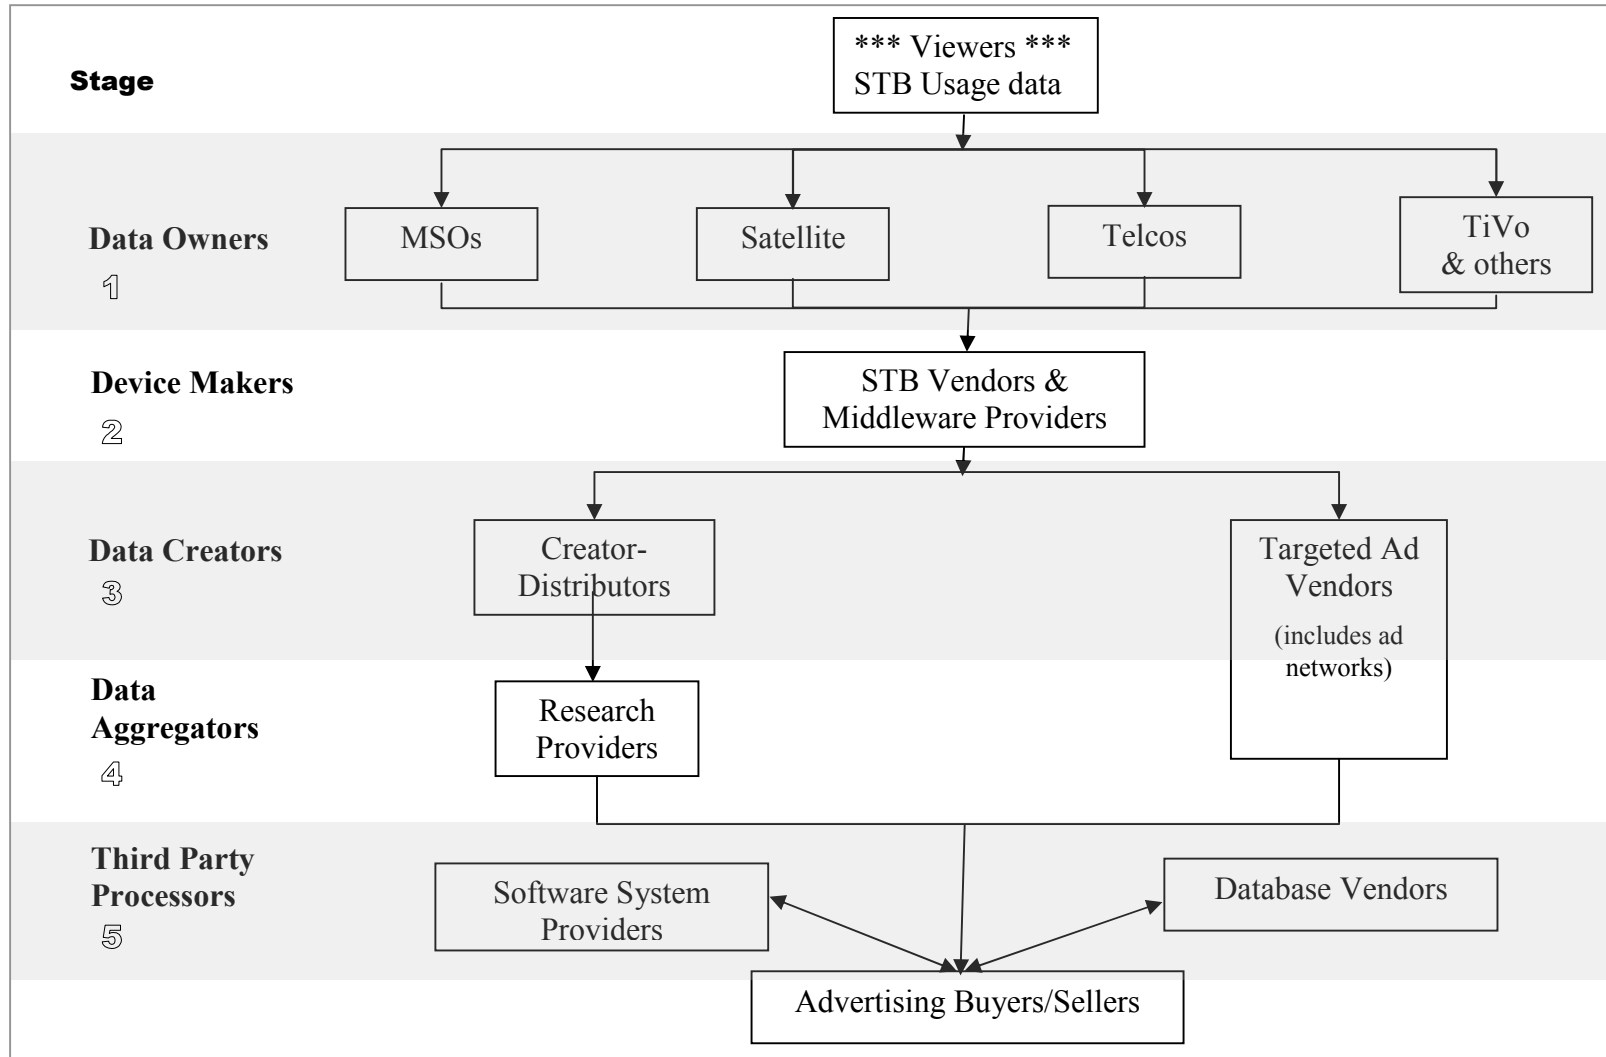 *** Viewers ***
STB Usage data
Stage
Data Owners
1
MSOs
Satellite
Telcos
TiVo
& others
Device Makers
2
STB Vendors &
Middleware Providers
Data Creators
3
Creator-
Distributors
Targeted Ad
Vendors
(includes ad
networks)
Data
Aggregators
4
Research
Providers
Third Party
Processors
5
Software System
Providers
Database Vendors
Advertising Buyers/Sellers